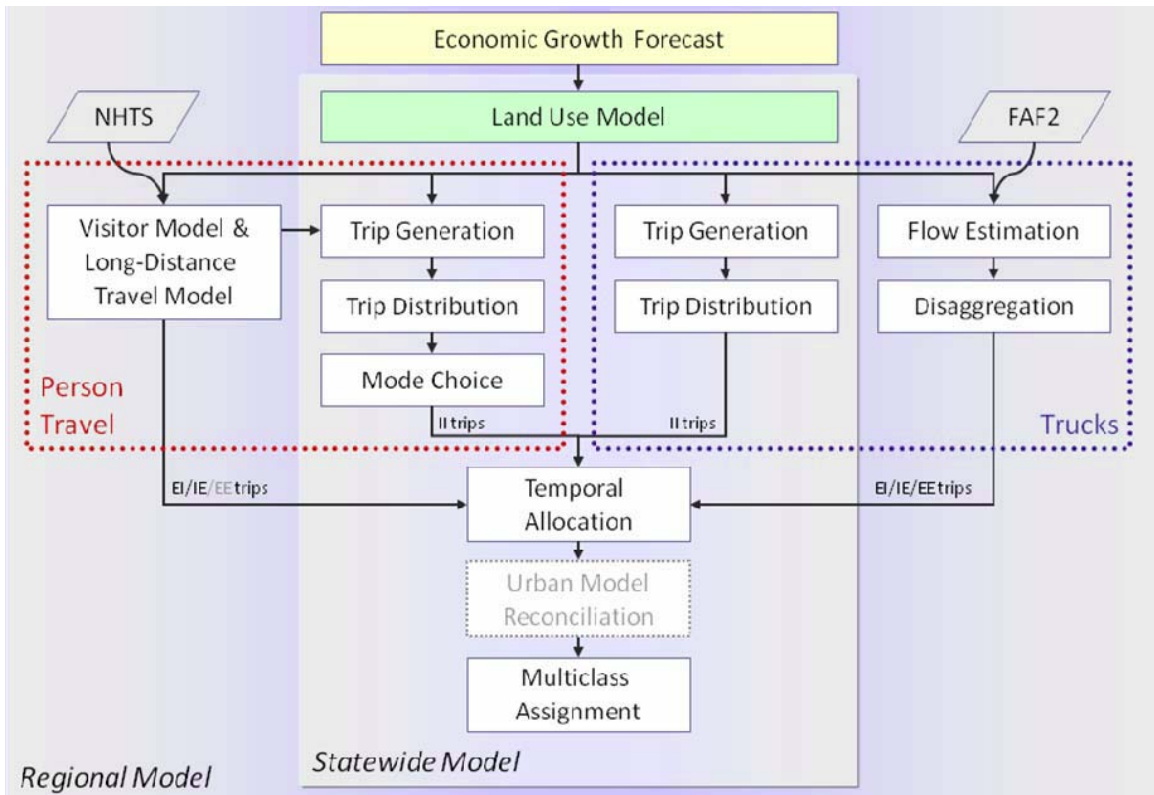 Economic Growth Forecast
NHTS
Land Use Model
FAF2
Visitor Model &
Long-Distance
Travel Model
Trip Generation
Trip Distribution
Mode Choice
Trip Generation
Trip Distribution
Flow Estimation
Disaggregation
Person
Travel
Trucks
II trips
II trips
EI/IE/EE trips
EI/IE/EE trips
Temporal
Allocation
Urban Model
Reconciliation
Multiclass
Assignment
Regional Model
Statewide Model